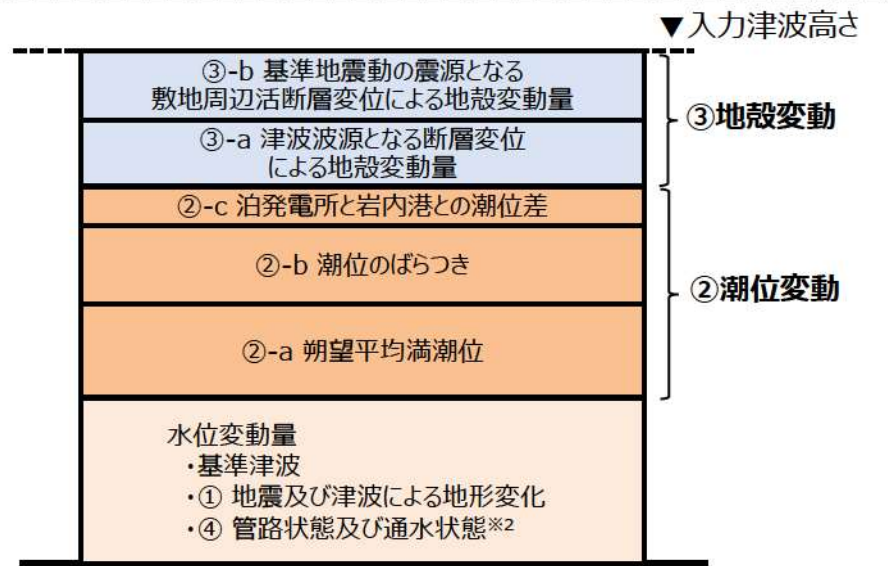 ▼入力津波高さ
③-b 基準地震動の震源となる
敷地周辺活断層変位による地殻変動量
③-a 津波波源となる断層変位
による地殻変動量
③地殻変動
②-c 泊発電所と岩内港との潮位差
②-b 潮位のばらつき
②-a 朔望平均満潮位
②潮位変動
水位変動量
・基準津波
・① 地震及び津波による地形変化
・④ 管路状態及び通水状態※2